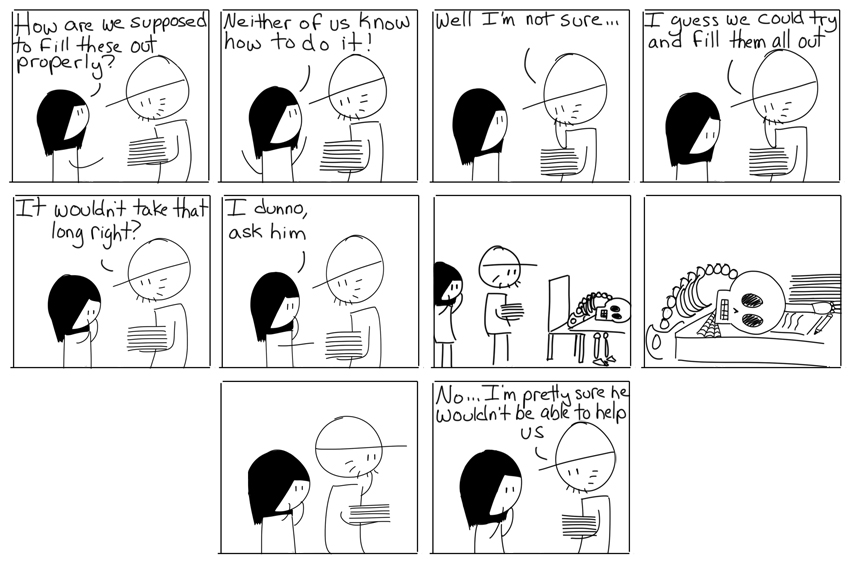 How are we supposed
to fill these out
properly?
Neither of us know
how to do it!
Well I'm not sure...
I guess we could try
and fill them all out
It wouldn't take that
long right?
I dunno,
ask him
No... I'm pretty sure he
wouldn't be able to help
us